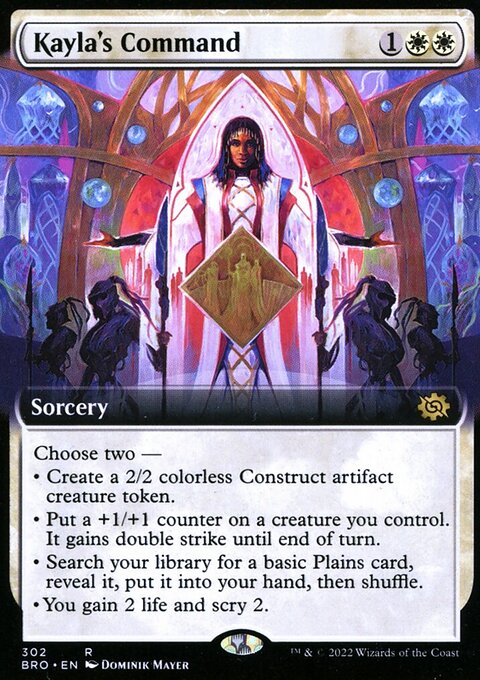 Kayla's Command 1
Sorcery
Choose two —
• Create a 2/2 colorless Construct artifact
creature token.
• Put a +1/+1 counter on a creature you control.
It gains double strike until end of turn.
• Search your library for a basic Plains card,
reveal it, put it into your hand, then shuffle.
• You gain 2 life and scry 2.
302 R
BRO • EN Dominik Mayer
™ & © 2022 Wizards of the Coast